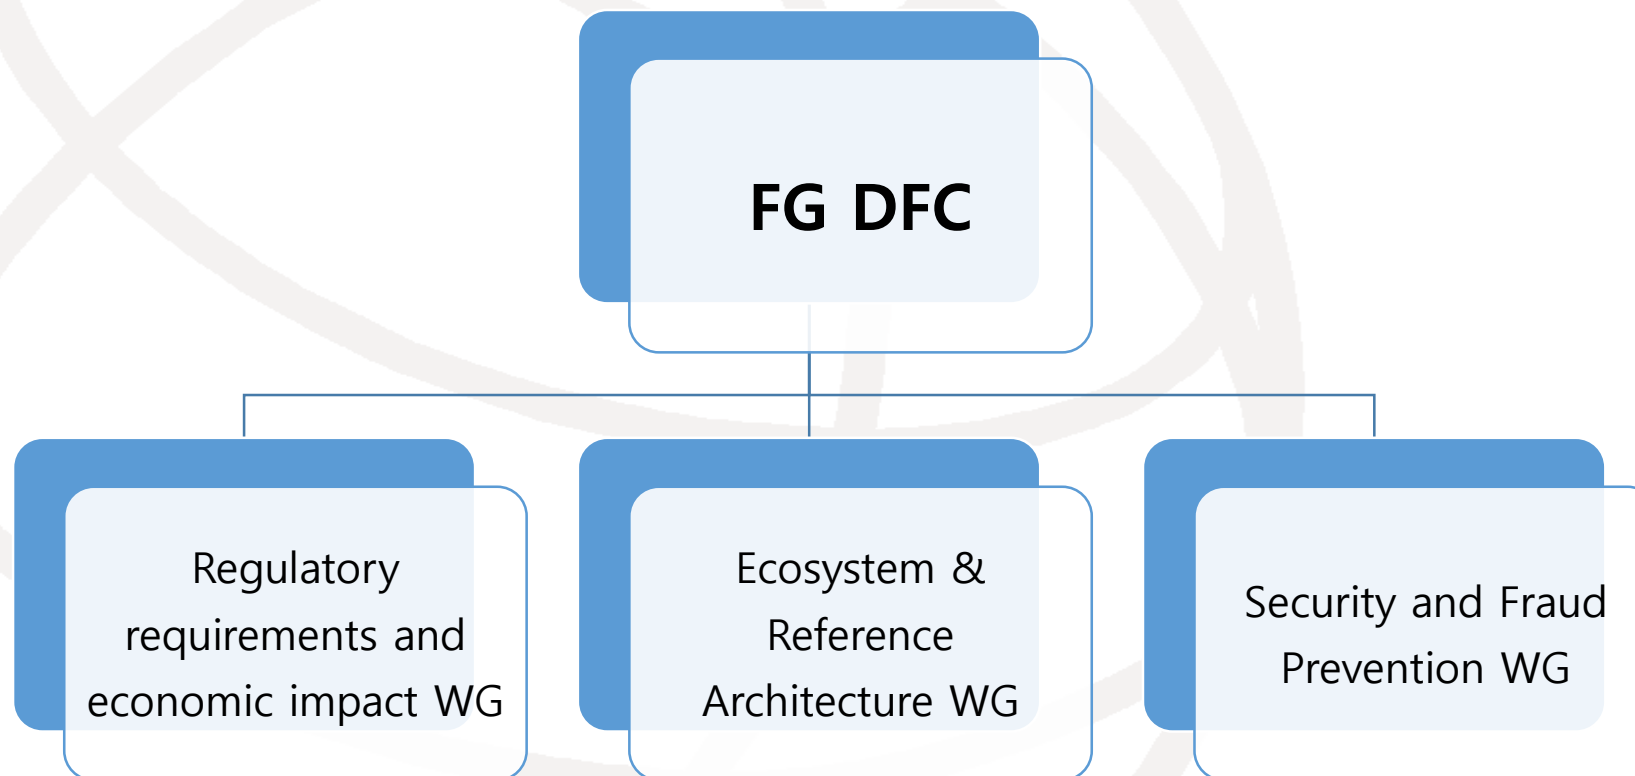 FG DFC
Regulatory
requirements and
economic impact WG
Ecosystem &
Reference
Architecture WG
Security and Fraud
Prevention WG